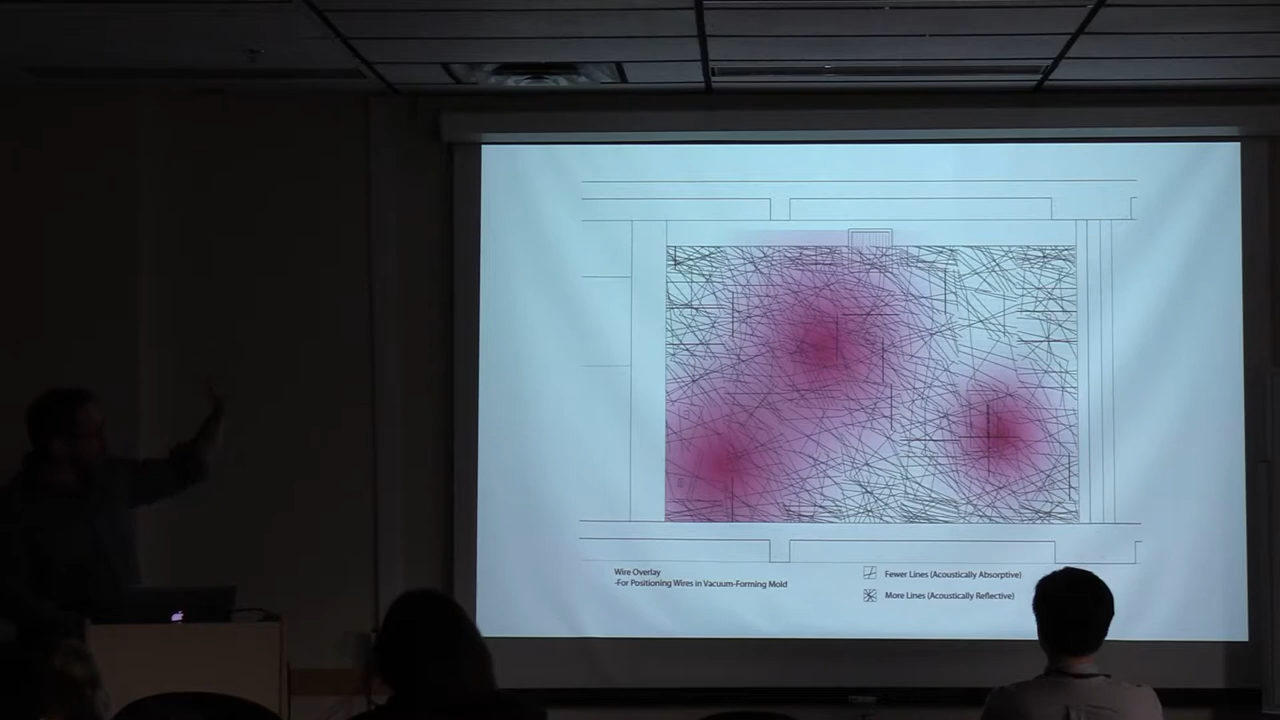 Wire Overlay
-For Positioning Wires in Vacuum-Forming Mold
Fewer Lines (Acoustically Absorptive)
More Lines (Acoustically Reflective)